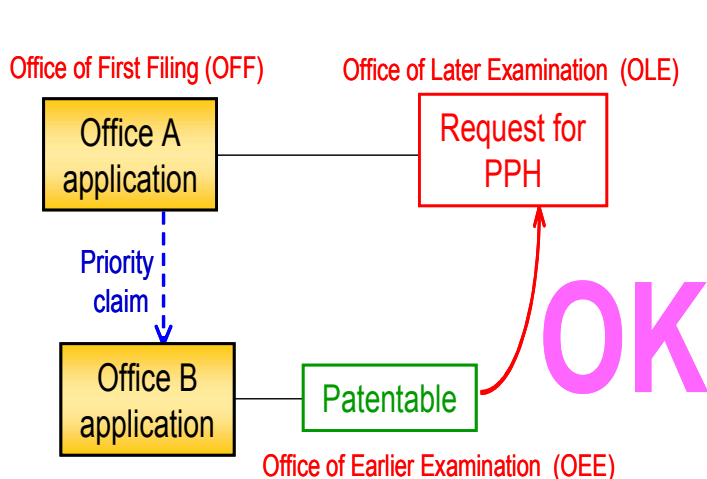 Office of First Filing (OFF)
Office of Later Examination (OLE)
Office A
application
Request for
PPH
Priority
claim
OK
Office B
application
Patentable
Office of Earlier Examination (OEE)